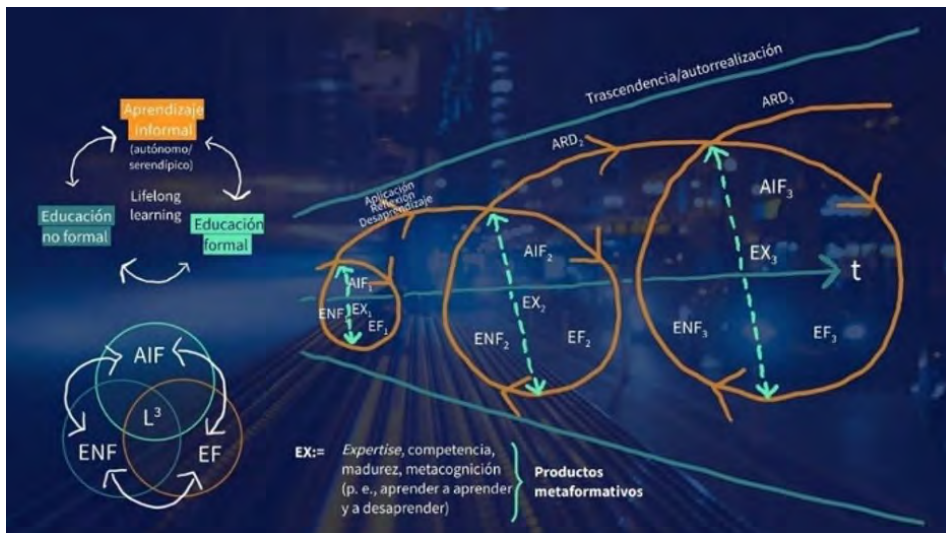 Aprendizaje
informal
(autónomo/
serendípico)
Lifelong
learning
Educación
no formal
Educación
formal
AIF
L³
ENF
EF
Trascendencia/autorrealización
Aplicación
Reflexión
Desaprendizaje
ARD₂
ARD₃
AIF₁
ENF₁
EX₁
EF₁
AIF₂
EX₂
ENF₂
EF₂
AIF₃
EX₃
ENF₃
EF₃
t
EX:= Expertise, competencia,
madurez, metacognición
(p. e., aprender a aprender
y a desaprender)
Productos
metaformativos